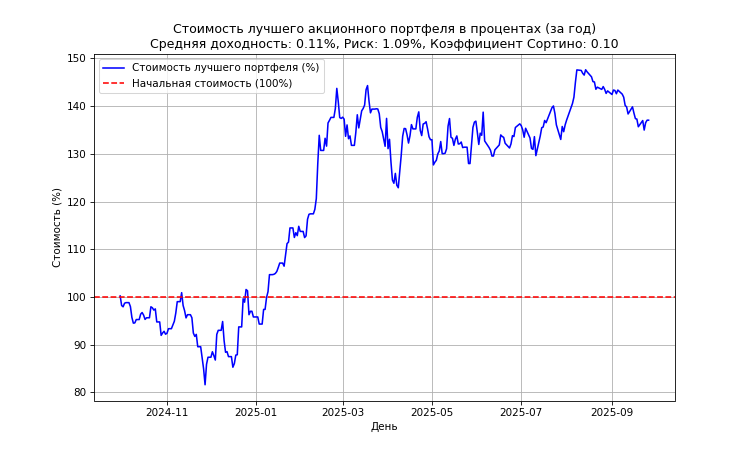 Стоимость лучшего акционного портфеля в процентах (за год)
Средняя доходность: 0.11%, Риск: 1.09%, Коэффициент Сортино: 0.10
Стоимость лучшего портфеля (%)
Начальная стоимость (100%)
Стоимость (%)
150
140
130
120
110
100
90
80
2024-11
2025-01
2025-03
2025-05
2025-07
2025-09
День